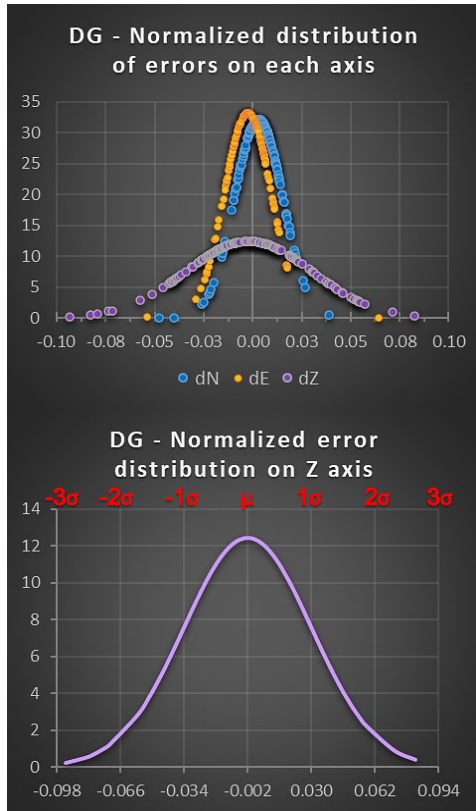 DG - Normalized distribution
of errors on each axis
35
30
25
20
15
10
5
0
-0.10 -0.08 -0.05 -0.03 0.00 0.03 0.05 0.08 0.10
dN dE dZ
DG - Normalized error
distribution on Z axis
-3σ -2σ -1σ μ 1σ 2σ 3σ
14
12
10
8
6
4
2
0
-0.098 -0.066 -0.034 -0.002 0.030 0.062 0.094